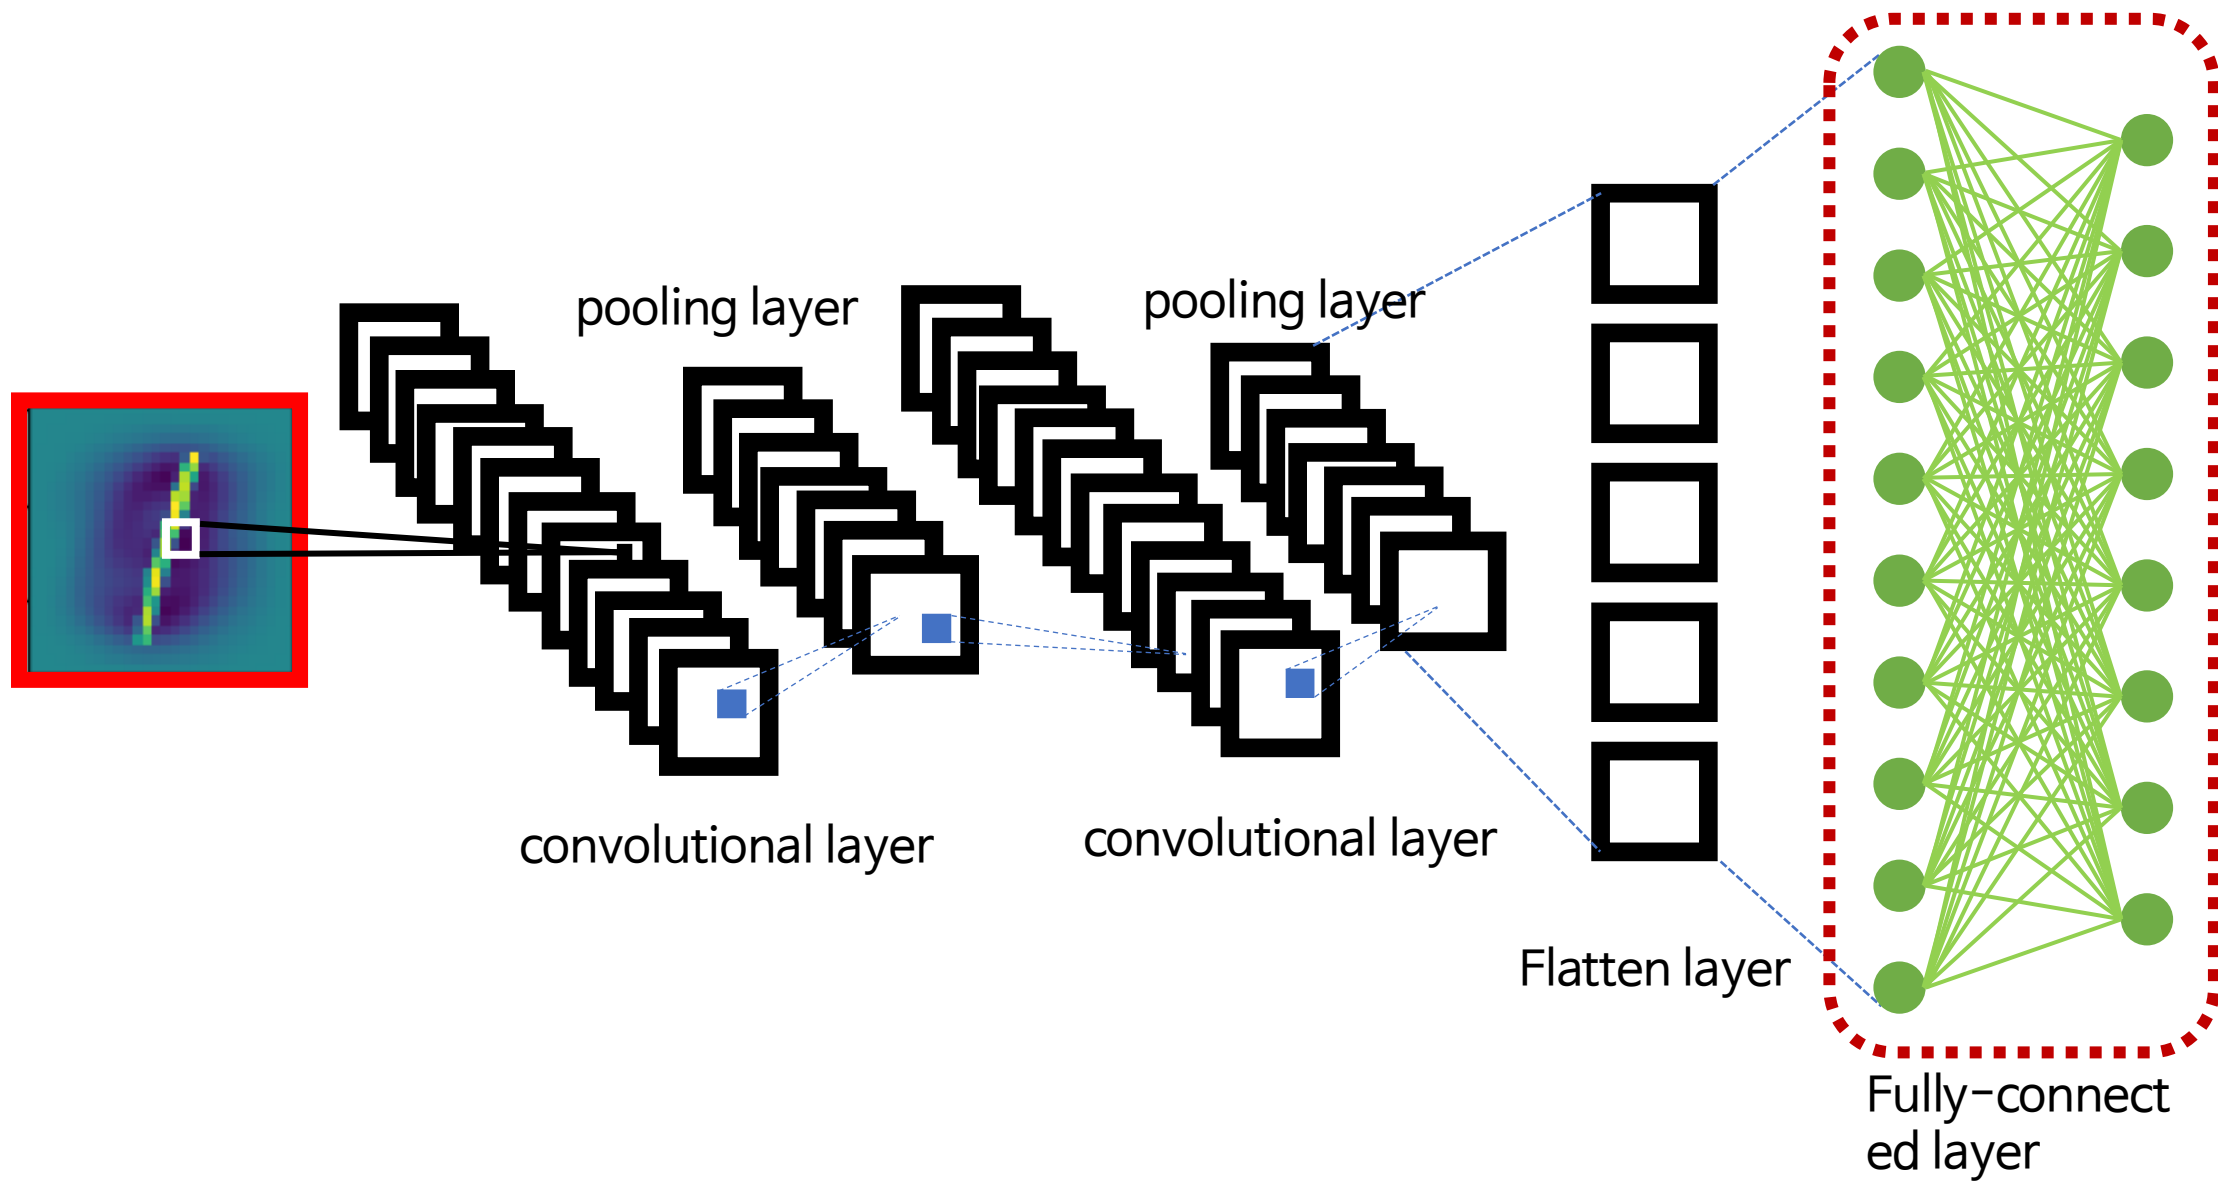 pooling layer
pooling layer
convolutional layer
convolutional layer
Flatten layer
Fully-connect
ed layer